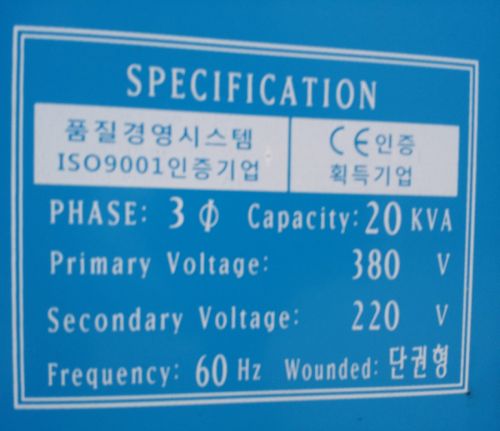 SPECIFICATION
품질경영시스템
ISO9001인증기업
CE인증
획득기업
PHASE: 3 Φ Capacity: 20 KVA
Primary Voltage: 380 V
Secondary Voltage: 220 V
Frequency: 60 Hz Wounded: 단권형